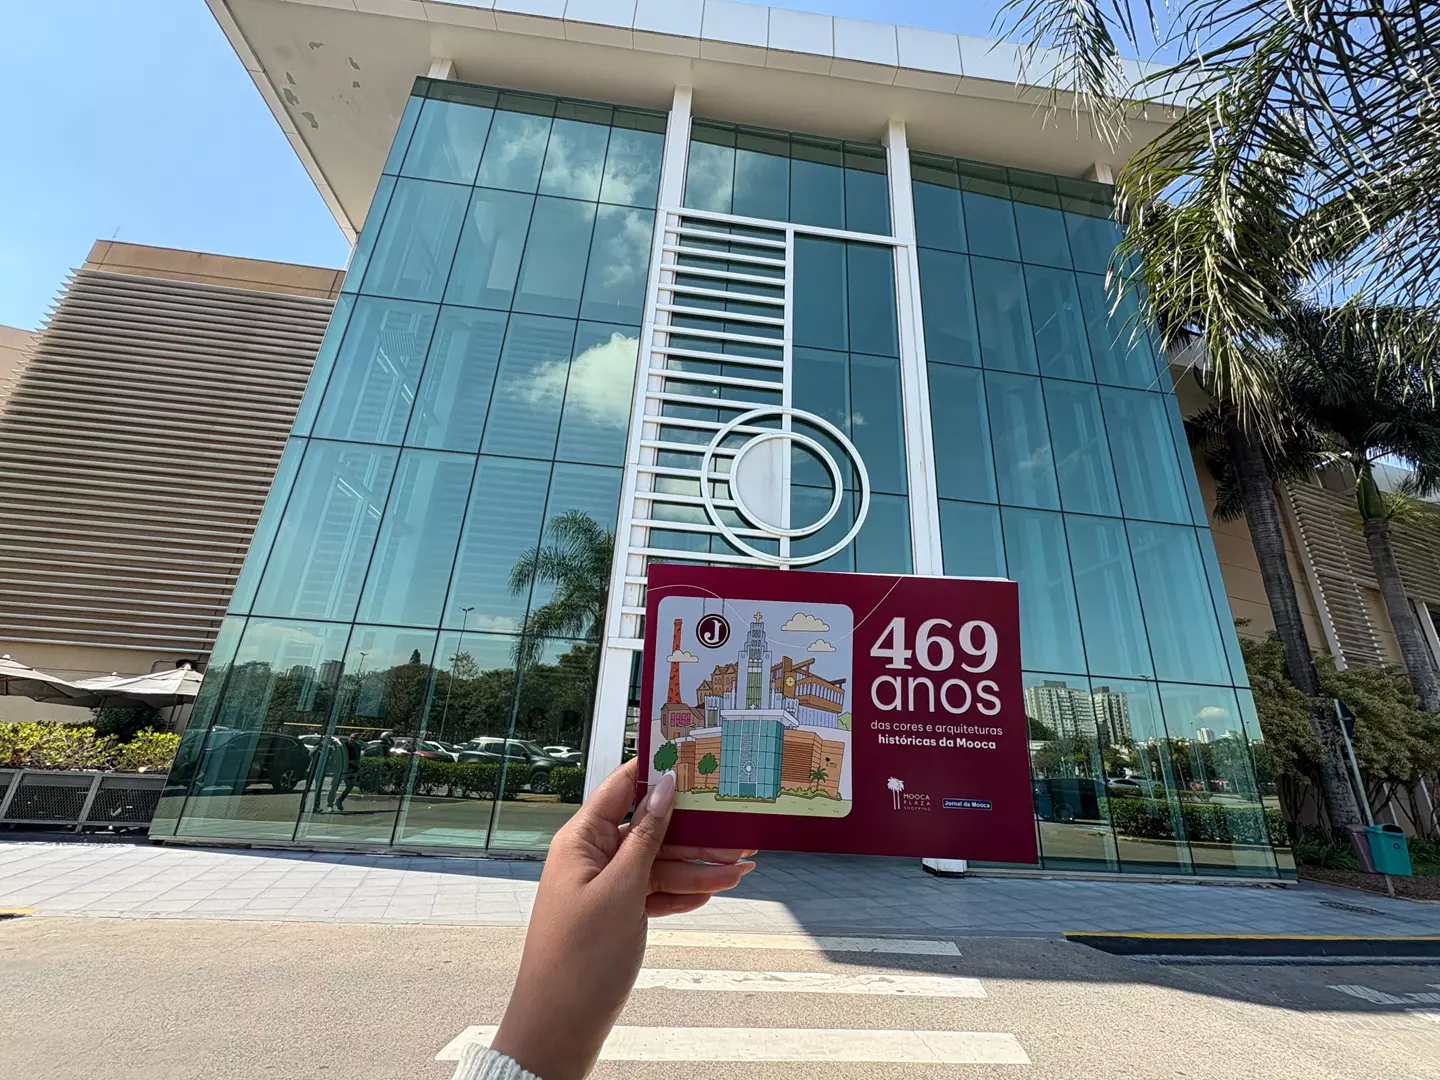 J
469
anos
das cores e arquiteturas
históricas da Mooca
MOOCA
PLAZA
SHOPPING
Jornal da Mooca